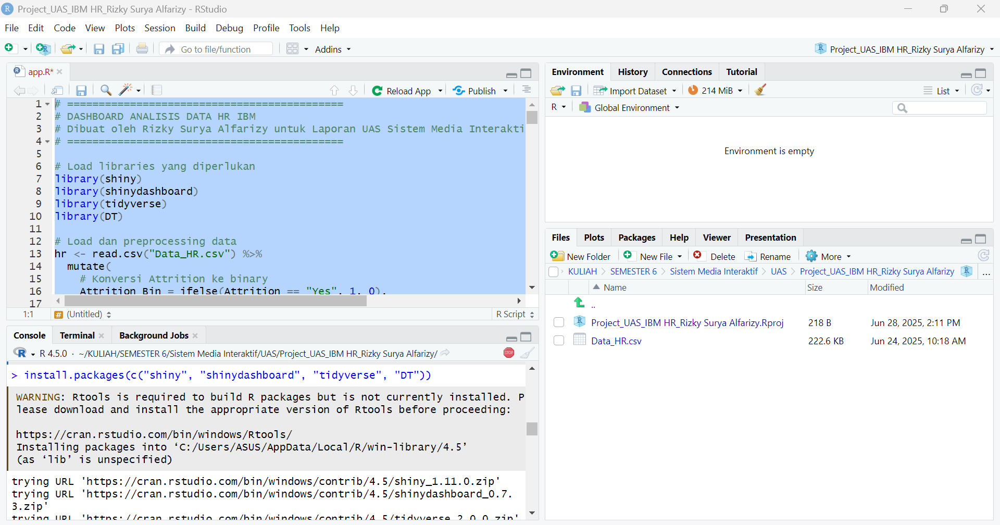 Project_UAS_IBM HR_Rizky Surya Alfarizy - RStudio
File Edit Code View Plots Session Build Debug Profile Tools Help
Go to file/function Addins Project_UAS_IBM HR_Rizky Surya Alfarizy
app.R*
Reload App Publish
1 # ============================================
2 # DASHBOARD ANALISIS DATA HR IBM
3 # Dibuat oleh Rizky Surya Alfarizy untuk Laporan UAS Sistem Media Interakti
4 # ============================================
5
6 # Load libraries yang diperlukan
7 library(shiny)
8 library(shinydashboard)
9 library(tidyverse)
10 library(DT)
11
12 # Load dan preprocessing data
13 hr <- read.csv("Data_HR.csv") %>%
14 mutate(
15 # Konversi Attrition ke binary
16 Attrition_Bin = ifelse(Attrition == "Yes", 1, 0),
17
1:1 # (Untitled) R Script
Console Terminal Background Jobs
R 4.5.0 · ~/KULIAH/SEMESTER 6/Sistem Media Interaktif/UAS/Project_UAS_IBM HR_Rizky Surya Alfarizy/
STOP
> install.packages(c("shiny", "shinydashboard", "tidyverse", "DT"))
WARNING: Rtools is required to build R packages but is not currently installed. P
lease download and install the appropriate version of Rtools before proceeding:
https://cran.rstudio.com/bin/windows/Rtools/
Installing packages into ‘C:/Users/ASUS/AppData/Local/R/win-library/4.5’
(as ‘lib’ is unspecified)
trying URL 'https://cran.rstudio.com/bin/windows/contrib/4.5/shiny_1.11.0.zip'
trying URL 'https://cran.rstudio.com/bin/windows/contrib/4.5/shinydashboard_0.7.
3.zip'
trying URL 'https://cran.rstudio.com/bin/windows/contrib/4.5/tidyverse_2.0.0.zip'
Environment History Connections Tutorial
Import Dataset 214 MiB List
R Global Environment
Environment is empty
Files Plots Packages Help Viewer Presentation
New Folder New File Delete Rename More
KULIAH > SEMESTER 6 > Sistem Media Interaktif > UAS > Project_UAS_IBM HR_Rizky Surya Alfarizy ...
Name Size Modified
..
Project_UAS_IBM HR_Rizky Surya Alfarizy.Rproj 218 B Jun 28, 2025, 2:11 PM
Data_HR.csv 222.6 KB Jun 24, 2025, 10:18 AM